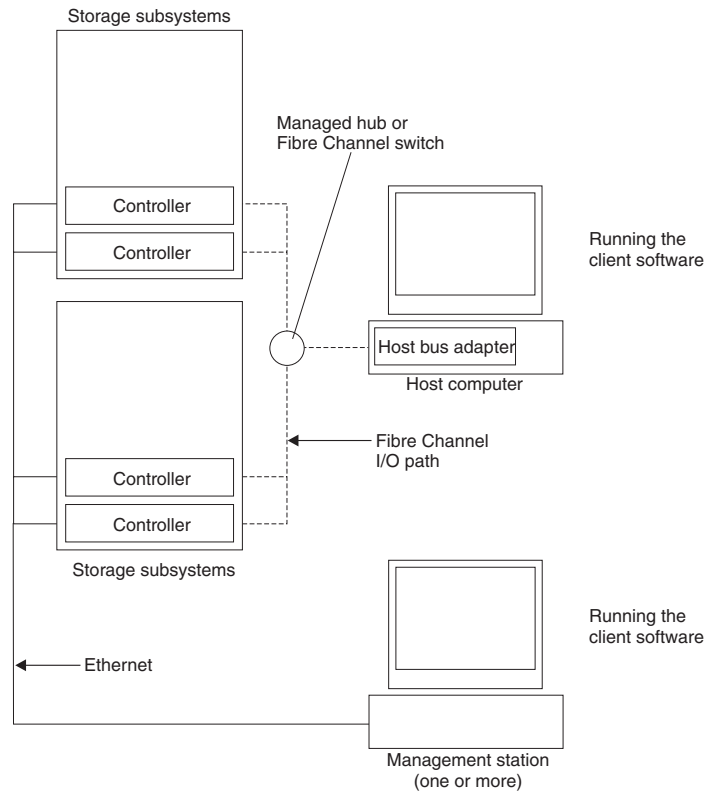 Storage subsystems
Managed hub or
Fibre Channel switch
Controller
Controller
Running the
client software
Host bus adapter
Host computer
Fibre Channel
I/O path
Controller
Controller
Storage subsystems
Running the
client software
Ethernet
Management station
(one or more)